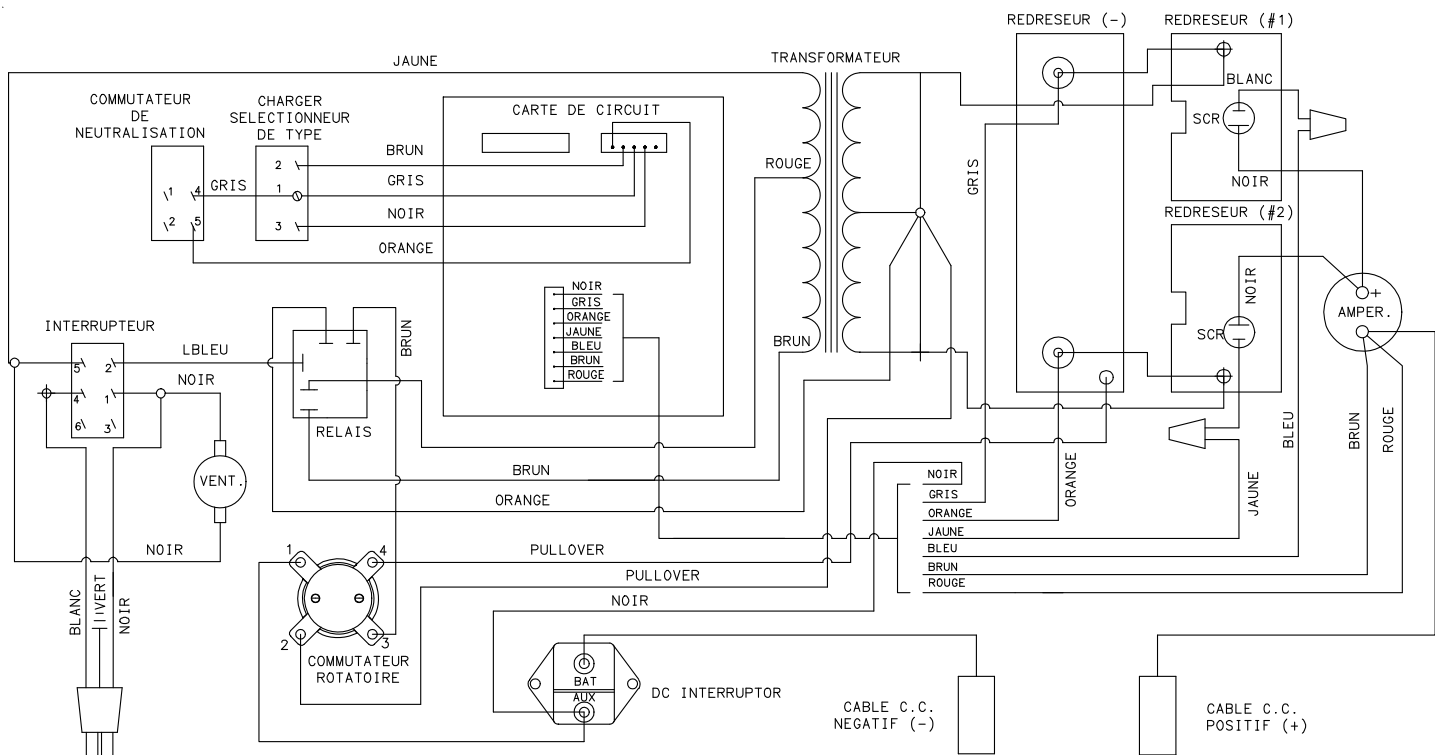 REDRESEUR (-)
REDRESEUR (#1)
JAUNE
TRANSFORMATEUR
BLANC
COMMUTATEUR
DE
NEUTRALISATION
CHARGER
SELECTIONNEUR
DE TYPE
CARTE DE CIRCUIT
SCR
BRUN
2
ROUGE
GRIS
1
4
GRIS
1
GRIS
NOIR
2
5
3
NOIR
ORANGE
REDRESEUR (#2)
NOIR
GRIS
ORANGE
JAUNE
BLEU
BRUN
ROUGE
NOIR
+
AMPER.
INTERRUPTEUR
BRUN
BRUN
SCR
LBLEU
5
2
NOIR
4
1
6
3
RELAIS
BLEU
BRUN
ROUGE
VENT.
BRUN
ORANGE
NOIR
GRIS
ORANGE
JAUNE
BLEU
BRUN
ROUGE
ORANGE
JAUNE
NOIR
1
4
PULLOVER
PULLOVER
NOIR
BLANC
VERT
NOIR
2
3
COMMUTATEUR
ROTATOIRE
BAT
AUX
DC INTERRUPTOR
CABLE C.C.
NEGATIF (-)
CABLE C.C.
POSITIF (+)